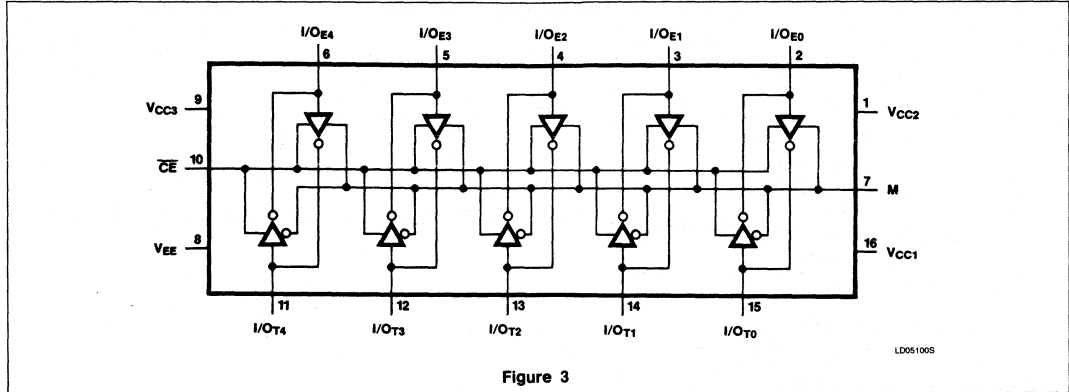 I/OE4 I/OE3 I/OE2 I/OE1 I/OE0
6 5 4 3 2
VCC3 9 1 VCC2
CE 10
7 M
VEE 8 16 VCC1
11 12 13 14 15
I/OT4 I/OT3 I/OT2 I/OT1 I/OT0
LD05100S
Figure 3